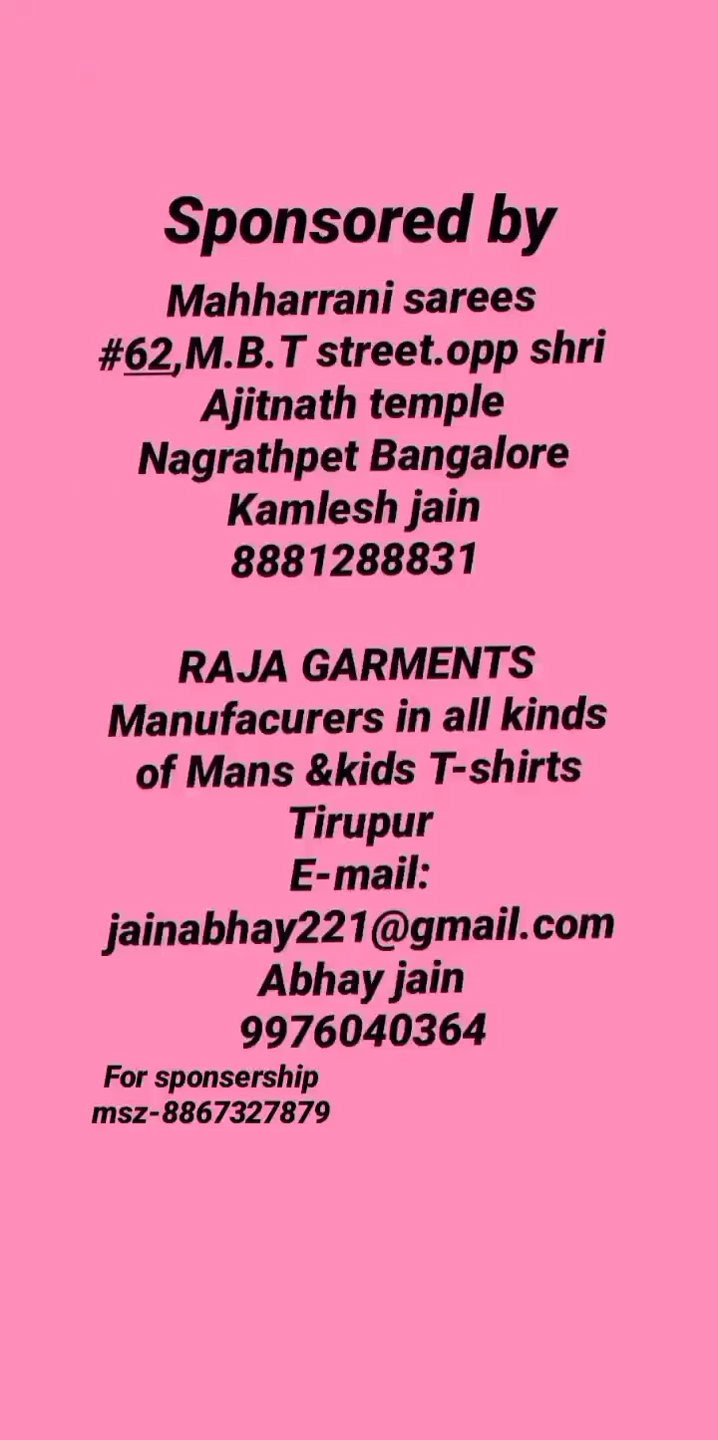 Sponsored by
Mahharrani sarees
#62,M.B.T street.opp shri
Ajitnath temple
Nagrathpet Bangalore
Kamlesh jain
8881288831
RAJA GARMENTS
Manufacurers in all kinds
of Mans &kids T-shirts
Tirupur
E-mail:
jainabhay221@gmail.com
Abhay jain
9976040364
For sponsership
msz-8867327879